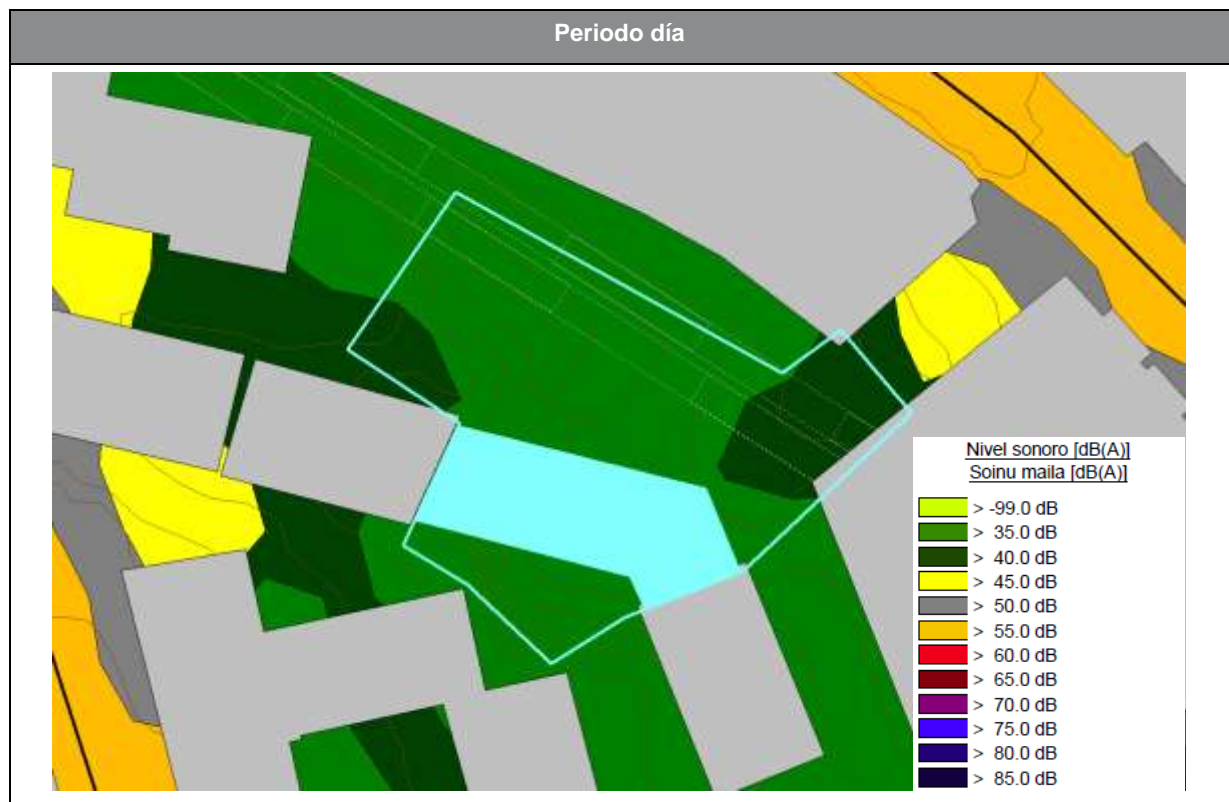 Periodo día
Nivel sonoro [dB(A)]
Soinu maila [dB(A)]
> -99.0 dB
> 35.0 dB
> 40.0 dB
> 45.0 dB
> 50.0 dB
> 55.0 dB
> 60.0 dB
> 65.0 dB
> 70.0 dB
> 75.0 dB
> 80.0 dB
> 85.0 dB